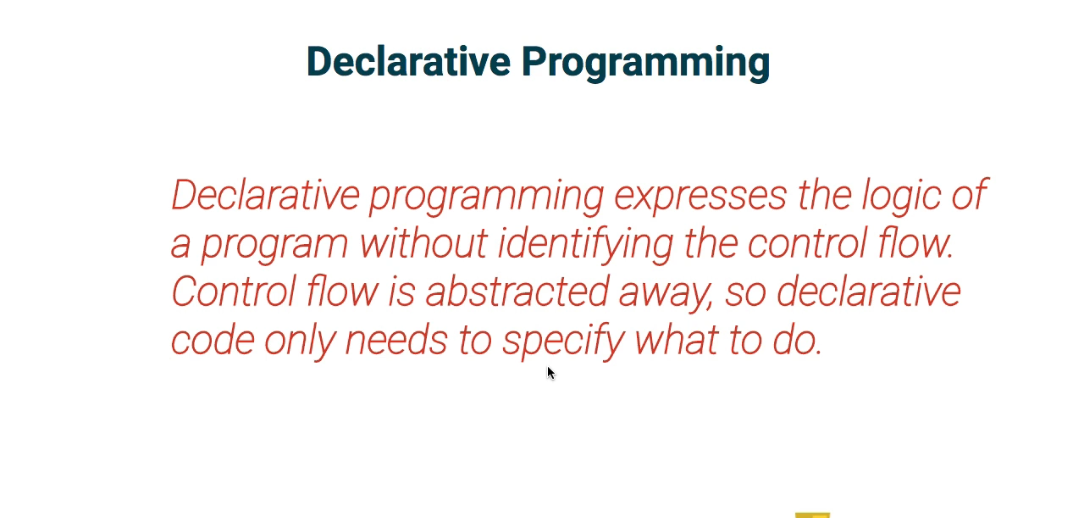 Declarative Programming
Declarative programming expresses the logic of
a program without identifying the control flow.
Control flow is abstracted away, so declarative
code only needs to specify what to do.